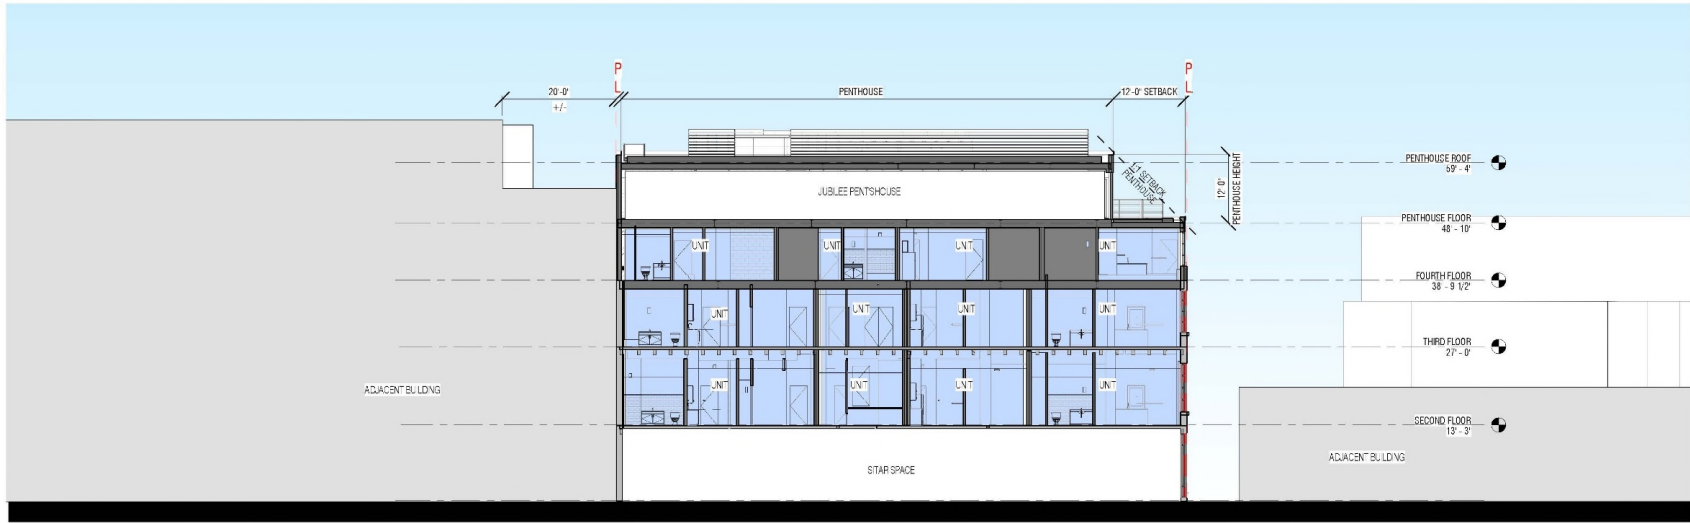 P
L
P
L
20'-0"
+/-
PENTHOUSE
12'-0" SETBACK
PENTHOUSE ROOF
59' - 4"
1:1 SETBACK
PENTHOUSE
12'-0"
PENTHOUSE HEIGHT
JUBILEE PENTSHOUSE
PENTHOUSE FLOOR
48' - 10"
UNIT
UNIT
UNIT
UNIT
FOURTH FLOOR
38' - 9 1/2"
UNIT
UNIT
UNIT
UNIT
THIRD FLOOR
27' - 0"
ADJACENT BUILDING
UNIT
UNIT
UNIT
UNIT
SECOND FLOOR
13' - 3"
ADJACENT BUILDING
SITAR SPACE